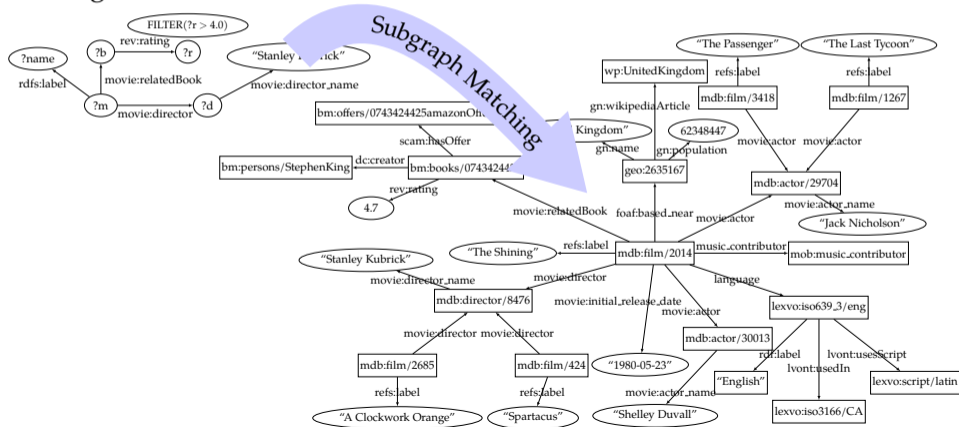 FILTER(?r > 4.0)
?name
?b
rev:rating
?r
"Stanley
rdfs:label
movie:relatedBook
movie:director_name
?m
movie:director
?d
Subgraph Matching
"The Passenger"
"The Last Tycoon"
wp:UnitedKingdom
refs:label
refs:label
mdb:film/3418
mdb:film/1267
gn:wikipediaArticle
bm:offers/0743424425amazonOf
Kingdom"
62348447
scam:hasOffer
gn:name
gn:population
movie:actor
movie:actor
bm:persons/StephenKing
dc:creator
bm:books/074342442
geo:2635167
mdb:actor/29704
rev:rating
4.7
movie:relatedBook
foaf:based_near
movie:actor
movie:actor_name
"Jack Nicholson"
"Stanley Kubrick"
"The Shining"
refs:label
mdb:film/2014
music_contributor
mob:music_contributor
movie:director_name
movie:director
language
mdb:director/8476
movie:initial_release_date
movie:actor
lexvo:iso639_3/eng
movie:director
movie:director
mdb:actor/30013
mdb:film/2685
mdb:film/424
"1980-05-23"
rdf:label
lvont:usesScript
lvont:usedIn
"English"
lexvo:script/latin
refs:label
refs:label
movie:actor_name
"A Clockwork Orange"
"Spartacus"
"Shelley Duvall"
lexvo:iso3166/CA